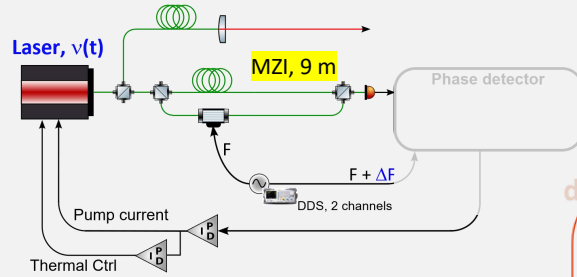 Laser, ν(t)
MZI, 9 m
Phase detector
F
F + ΔF
DDS, 2 channels
Pump current
I P D
Thermal Ctrl
I P D
d